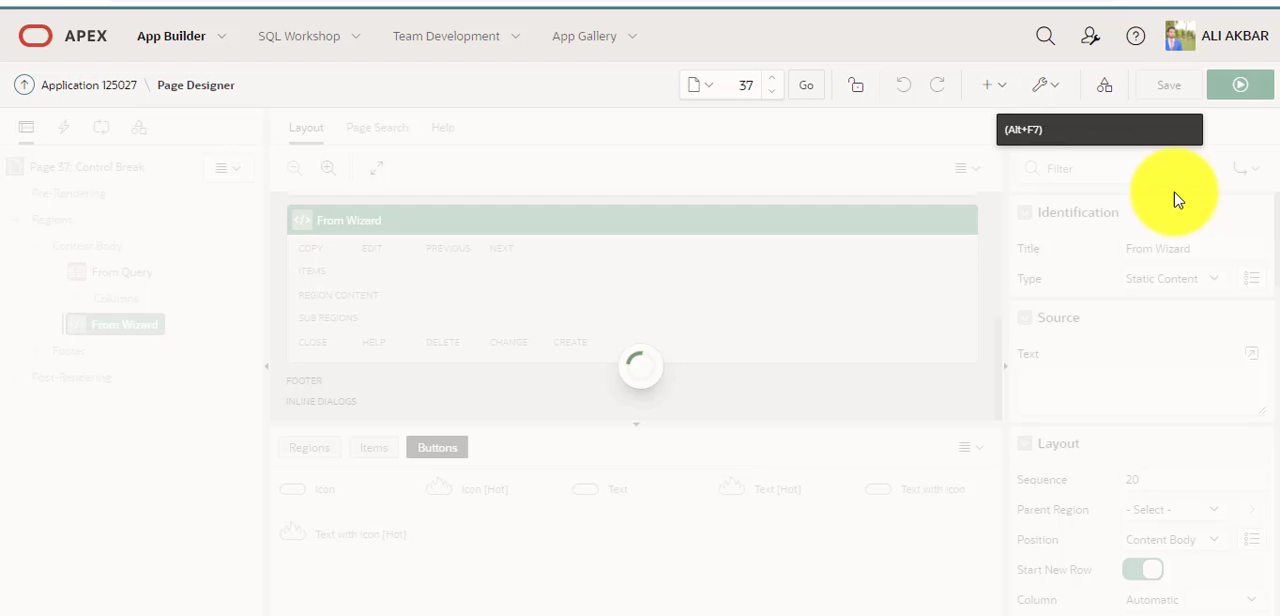 APEX App Builder SQL Workshop Team Development App Gallery ALI AKBAR
Application 125027 \ Page Designer 37 Go Save
(Alt+F7)
Layout Page Search Help
Page 37: Control Break
Pre-Rendering
Regions
Content Body
From Query
Columns
From Wizard
Footer
Post-Rendering
From Wizard
COPY EDIT PREVIOUS NEXT
ITEMS
REGION CONTENT
SUB REGIONS
CLOSE HELP DELETE CHANGE CREATE
FOOTER
INLINE DIALOGS
Regions Items Buttons
Icon Icon [Hot] Text Text [Hot] Text with Icon
Text with Icon [Hot]
Filter
Identification
Title From Wizard
Type Static Content
Source
Text
Layout
Sequence 20
Parent Region - Select -
Position Content Body
Start New Row
Column Automatic